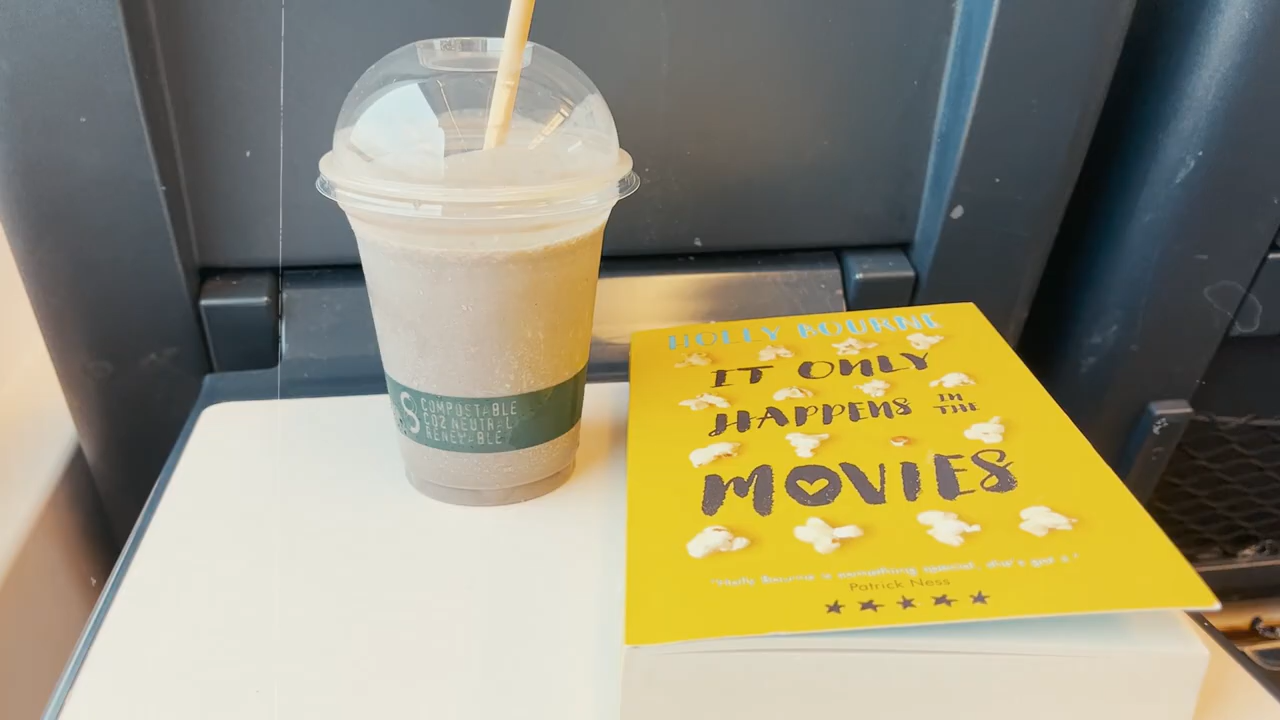 COMPOSTABLE
CO2 NEUTRAL
RENEWABLE
HOLLY BOURNE
IT ONLY
HAPPENS IN THE
MOVIES
Patrick Ness